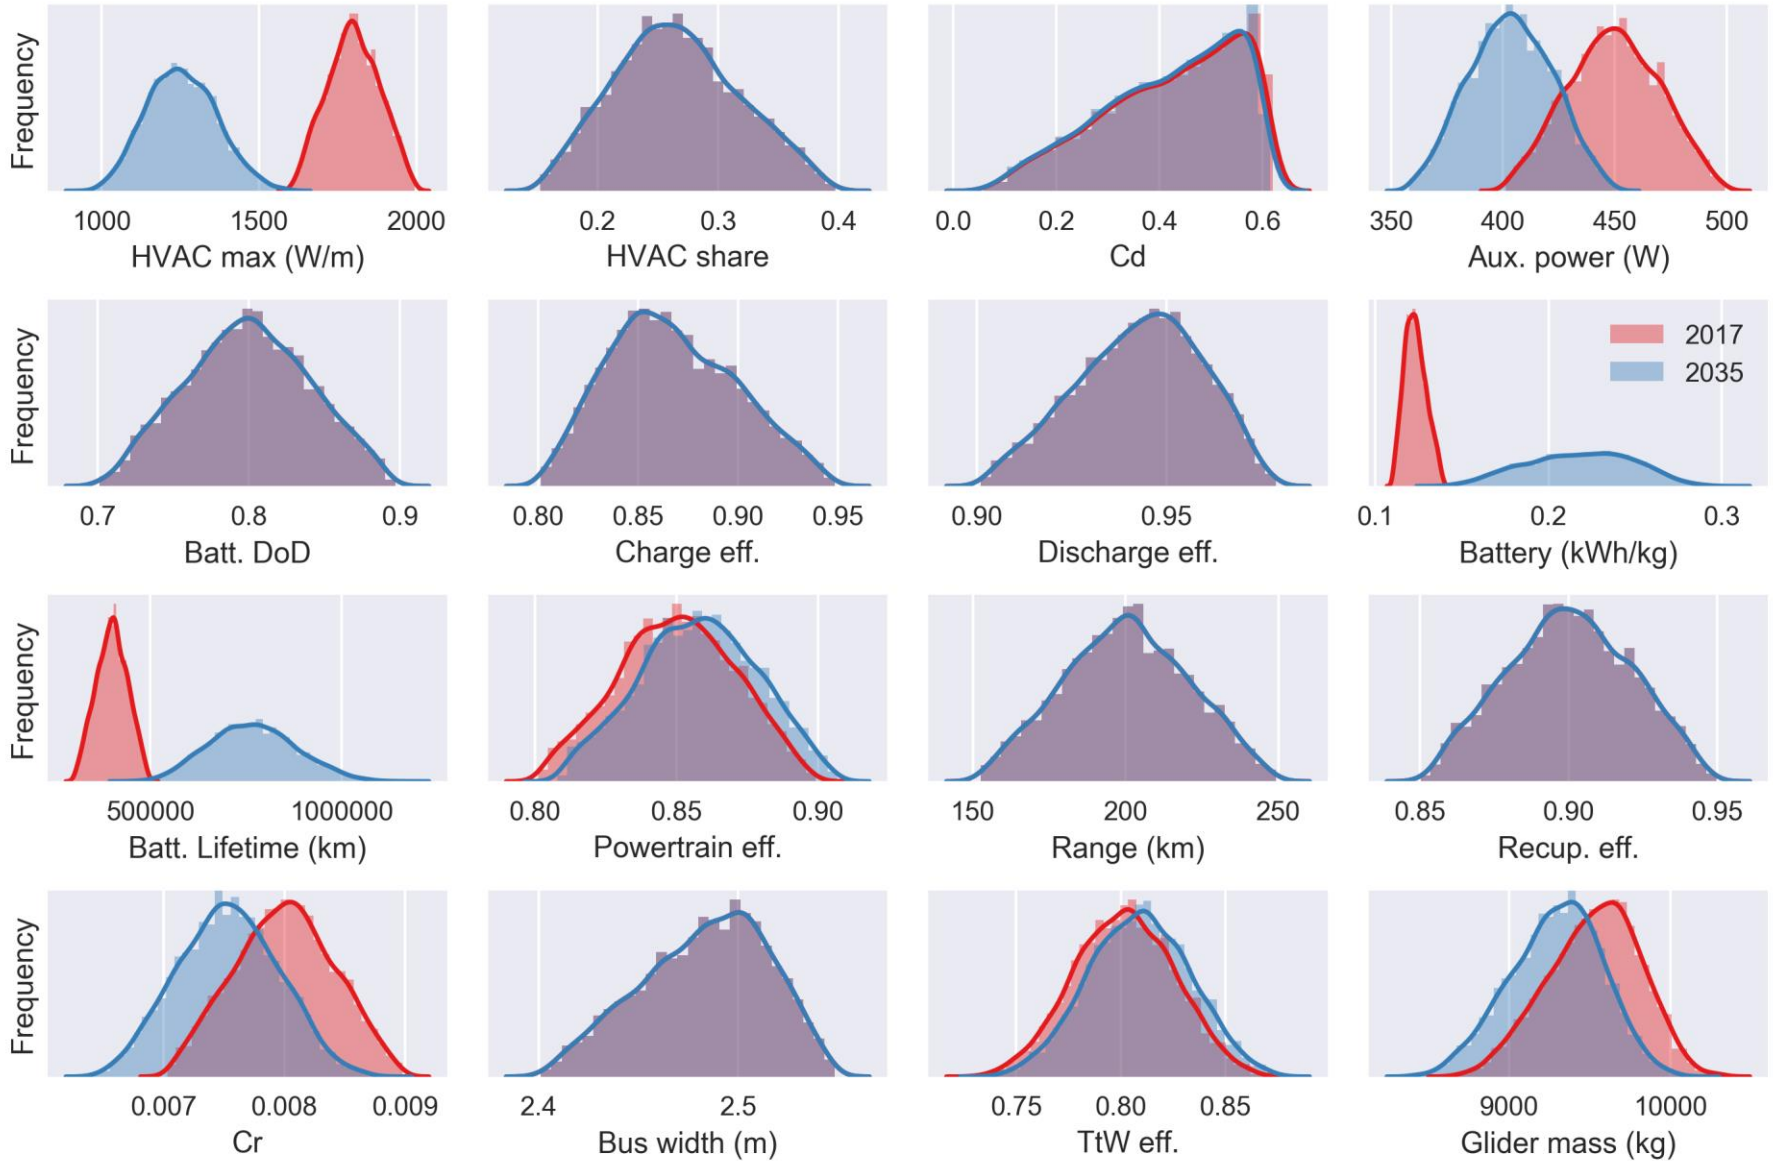 Frequency
1000 1500 2000
HVAC max (W/m)
0.2 0.3 0.4
HVAC share
0.0 0.2 0.4 0.6
Cd
350 400 450 500
Aux. power (W)
Frequency
0.7 0.8 0.9
Batt. DoD
0.80 0.85 0.90 0.95
Charge eff.
0.90 0.95
Discharge eff.
2017
2035
0.1 0.2 0.3
Battery (kWh/kg)
Frequency
500000 1000000
Batt. Lifetime (km)
0.80 0.85 0.90
Powertrain eff.
150 200 250
Range (km)
0.85 0.90 0.95
Recup. eff.
Frequency
0.007 0.008 0.009
Cr
2.4 2.5
Bus width (m)
0.75 0.80 0.85
TtW eff.
9000 10000
Glider mass (kg)